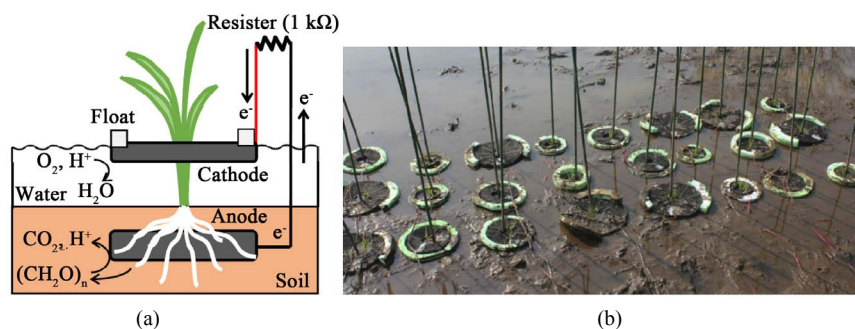 (a)
Resister (1 kΩ)
e-
e-
Float
O2, H+
Cathode
Water
H2O
Anode
e-
CO2, H+
(CH2O)n
Soil
(b)